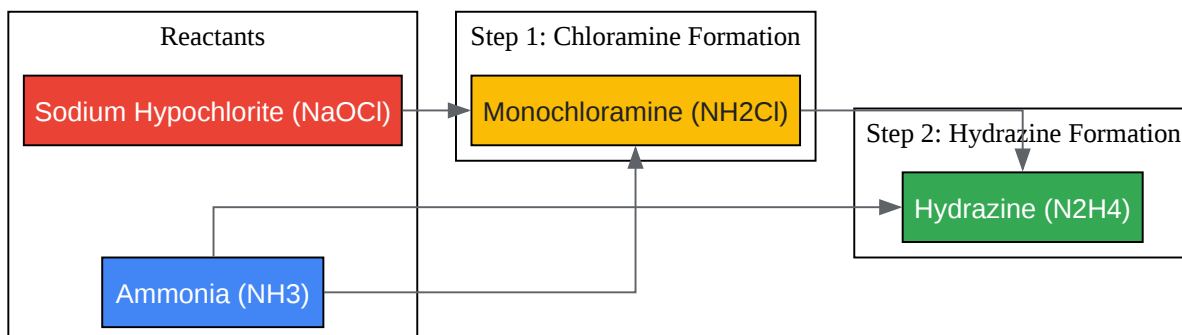 Reactants
Sodium Hypochlorite (NaOCl)
Ammonia (NH3)
Step 1: Chloramine Formation
Monochloramine (NH2Cl)
Step 2: Hydrazine Formation
Hydrazine (N2H4)